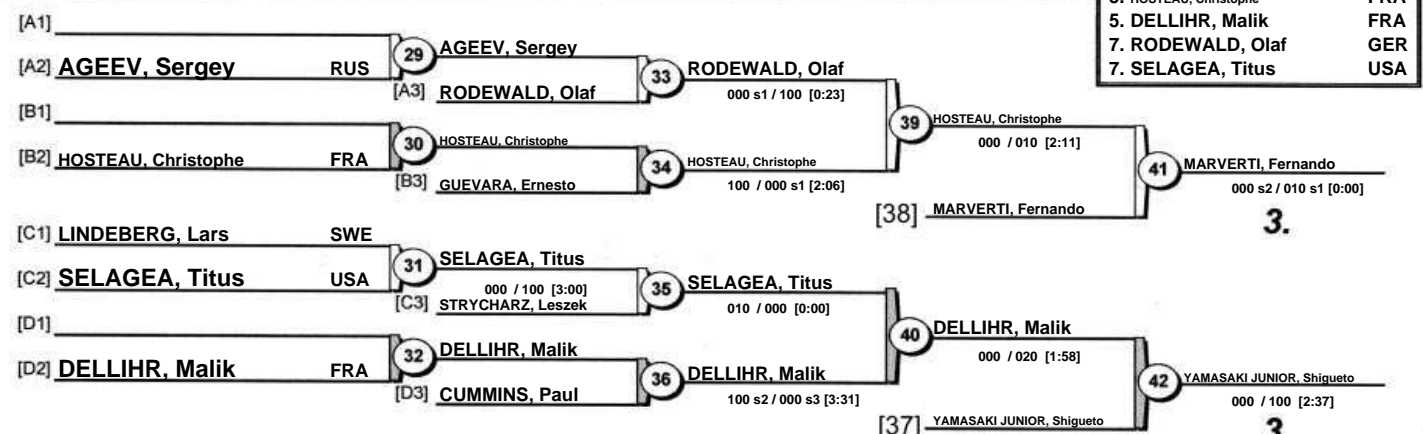 HOSTEAU, Christophe FRA
5. DELLIHR, Malik FRA
7. RODEWALD, Olaf GER
7. SELAGEA, Titus USA
[A1]
[A2] AGEEV, Sergey RUS
29
AGEEV, Sergey
[A3] RODEWALD, Olaf
33
RODEWALD, Olaf
000 s1 / 100 [0:23]
[B1]
[B2] HOSTEAU, Christophe FRA
30
HOSTEAU, Christophe
[B3] GUEVARA, Ernesto
34
HOSTEAU, Christophe
100 / 000 s1 [2:06]
39
HOSTEAU, Christophe
000 / 010 [2:11]
[38] MARVERTI, Fernando
41
MARVERTI, Fernando
000 s2 / 010 s1 [0:00]
3.
[C1] LINDEBERG, Lars SWE
[C2] SELAGEA, Titus USA
31
SELAGEA, Titus
000 / 100 [3:00]
[C3] STRYCHARZ, Leszek
35
SELAGEA, Titus
010 / 000 [0:00]
[D1]
[D2] DELLIHR, Malik FRA
32
DELLIHR, Malik
[D3] CUMMINS, Paul
36
DELLIHR, Malik
100 s2 / 000 s3 [3:31]
40
DELLIHR, Malik
000 / 020 [1:58]
[37] YAMASAKI JUNIOR, Shigueto
42
YAMASAKI JUNIOR, Shigueto
000 / 100 [2:37]
3